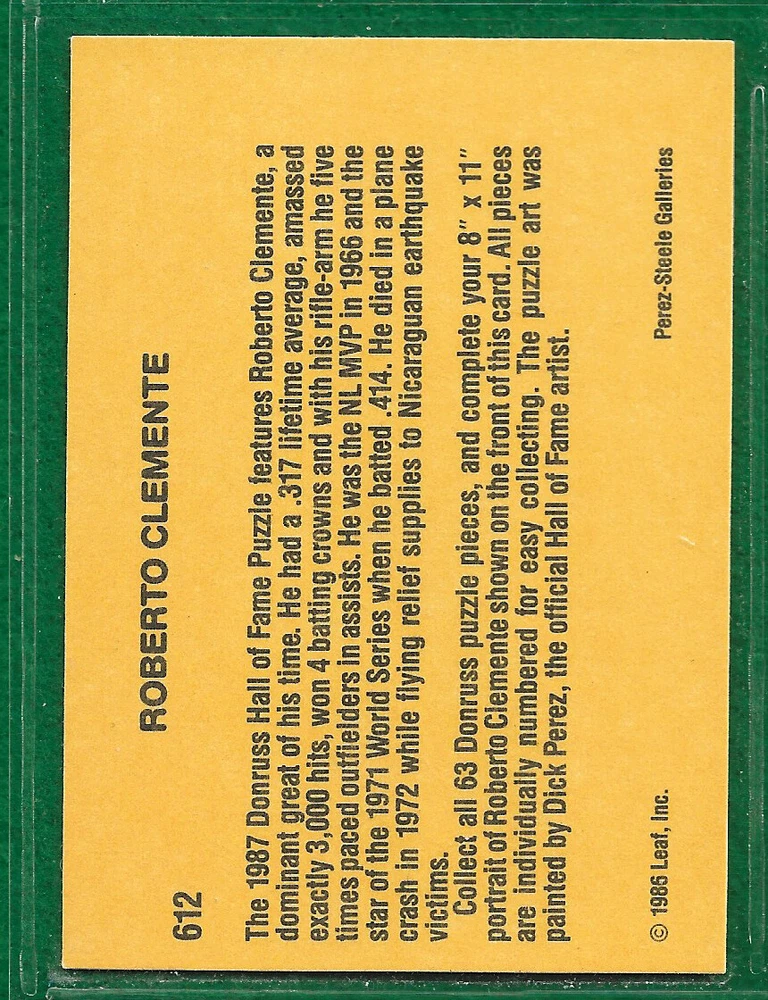 612
ROBERTO CLEMENTE
The 1987 Donruss Hall of Fame Puzzle features Roberto Clemente, a
dominant great of his time. He had a .317 lifetime average, amassed
exactly 3,000 hits, won 4 batting crowns and with his rifle-arm he five
times paced outfielders in assists. He was the NL MVP in 1966 and the
star of the 1971 World Series when he batted .414. He died in a plane
crash in 1972 while flying relief supplies to Nicaraguan earthquake
victims.
Collect all 63 Donruss puzzle pieces, and complete your 8" x 11"
portrait of Roberto Clemente shown on the front of this card. All pieces
are individually numbered for easy collecting. The puzzle art was
painted by Dick Perez, the official Hall of Fame artist.
© 1986 Leaf, Inc.
Perez-Steele Galleries